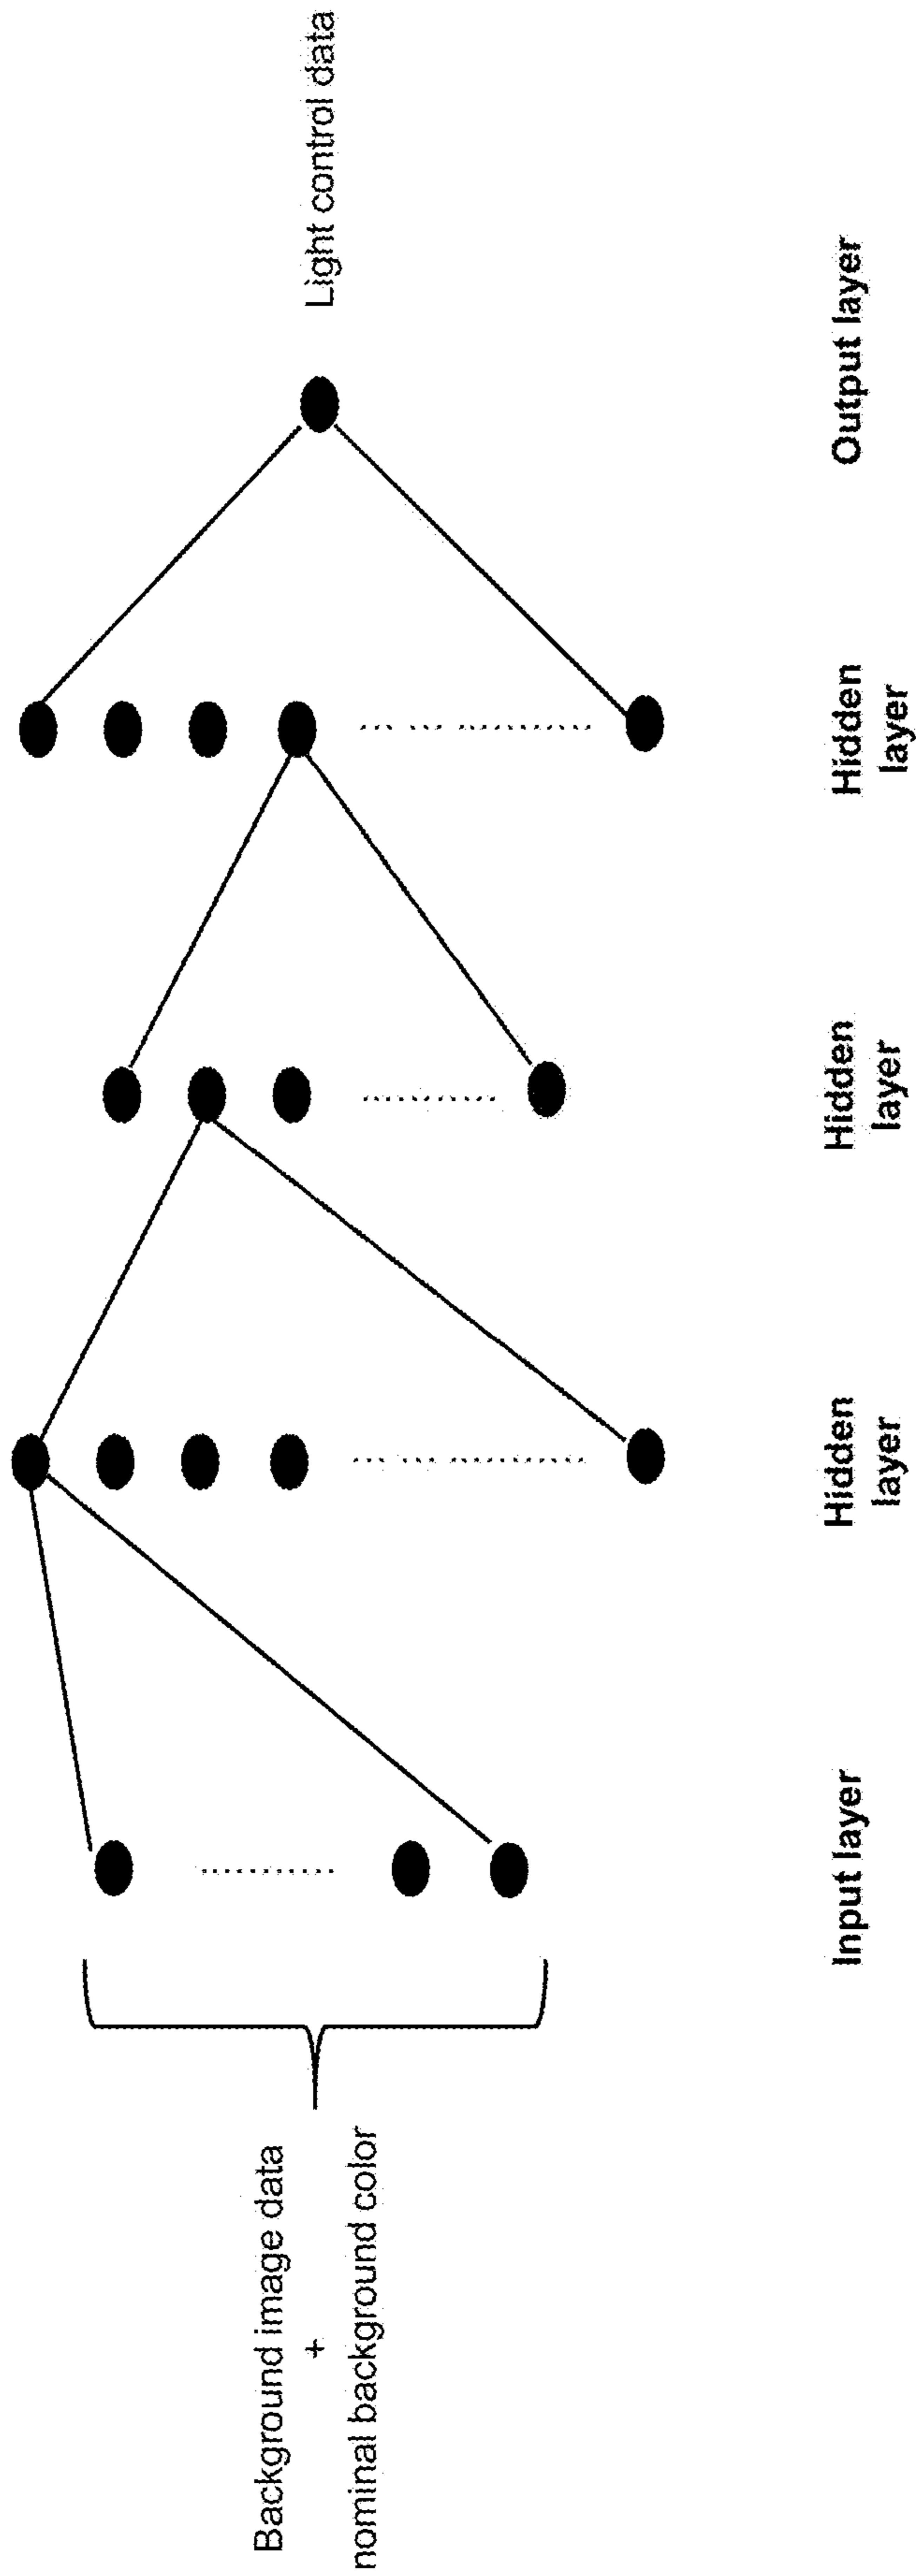 Background image data
+
nominal background color
Light control data
Input layer
Hidden
layer
Hidden
layer
Hidden
layer
Output layer